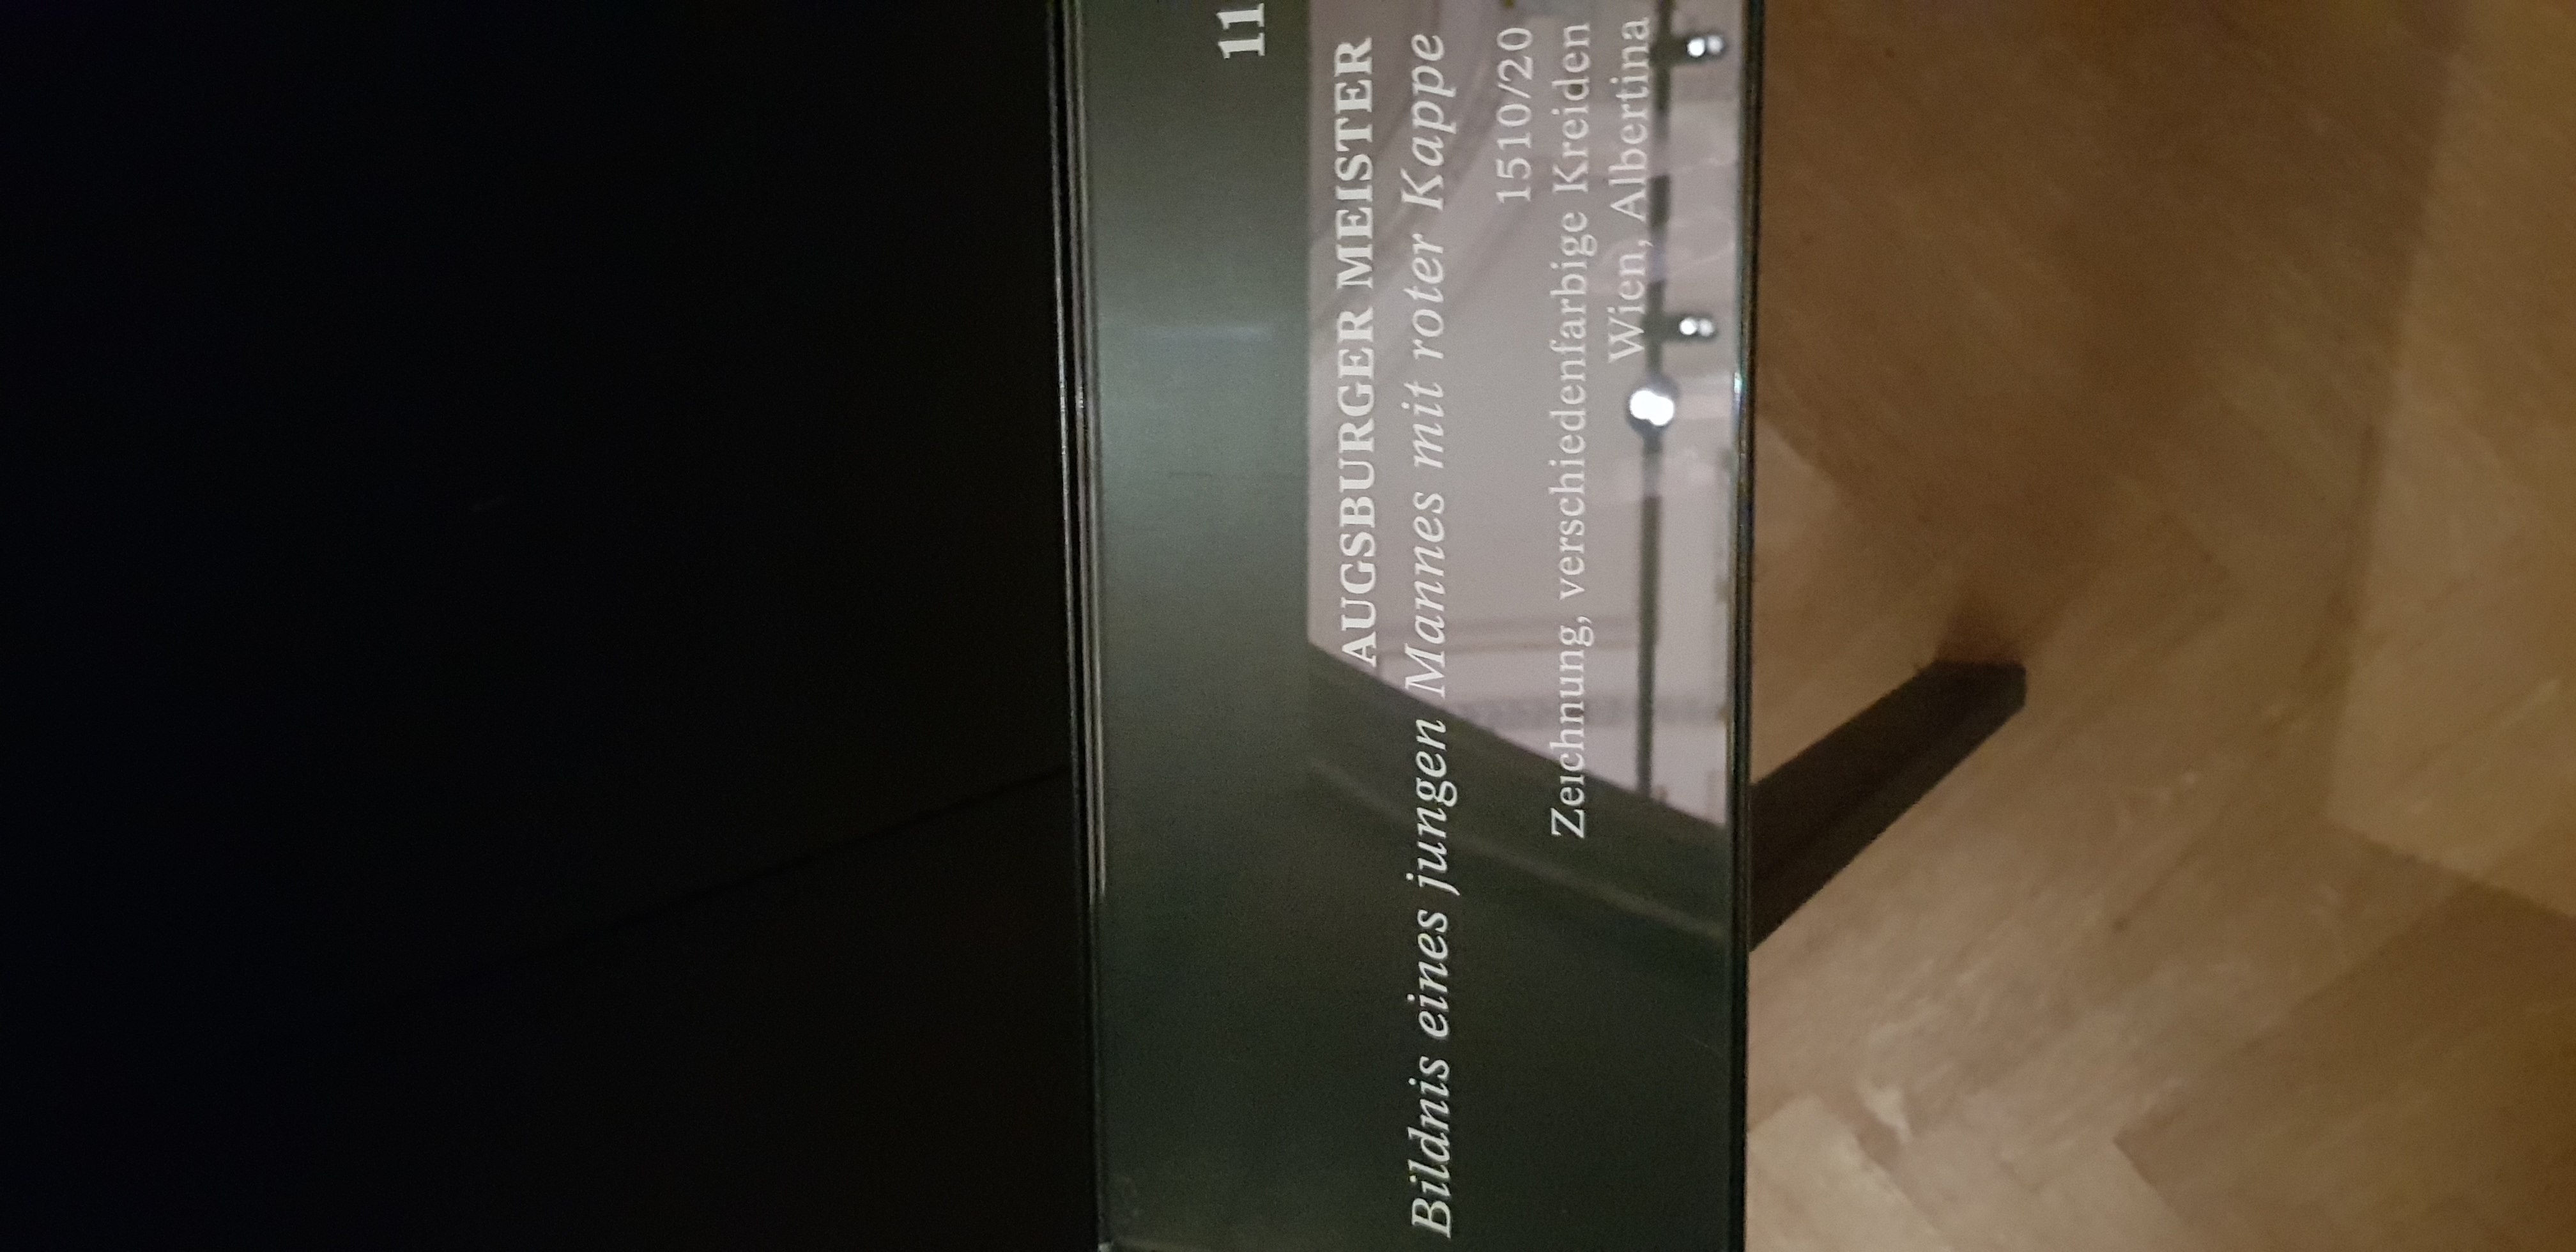 11
AUGSBURGER MEISTER
Bildnis eines jungen Mannes mit roter Kappe
1510/20
Zeichnung, verschiedenfarbige Kreiden
Wien, Albertina